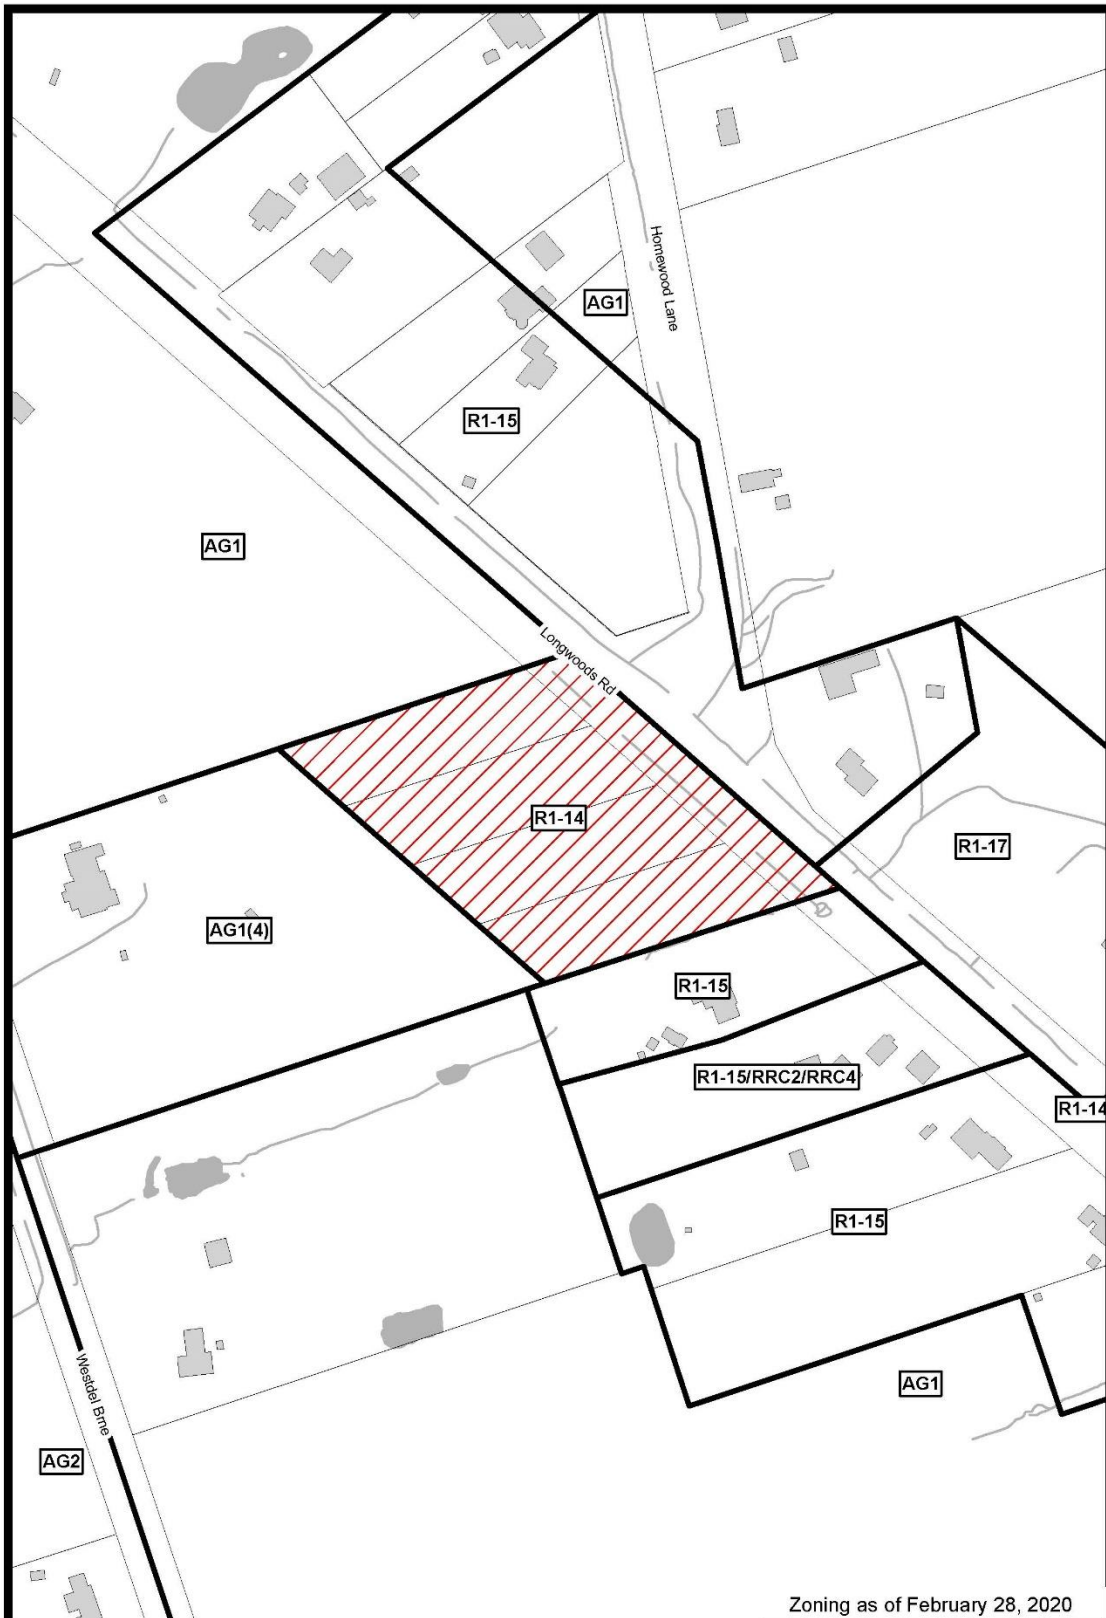 Homewood Lane
AG1
R1-15
AG1
Longwoods Rd
R1-14
R1-17
AG1(4)
R1-15
R1-15/RRC2/RRC4
R1-14
R1-15
Westdel Brne
AG1
AG2
Zoning as of February 28, 2020